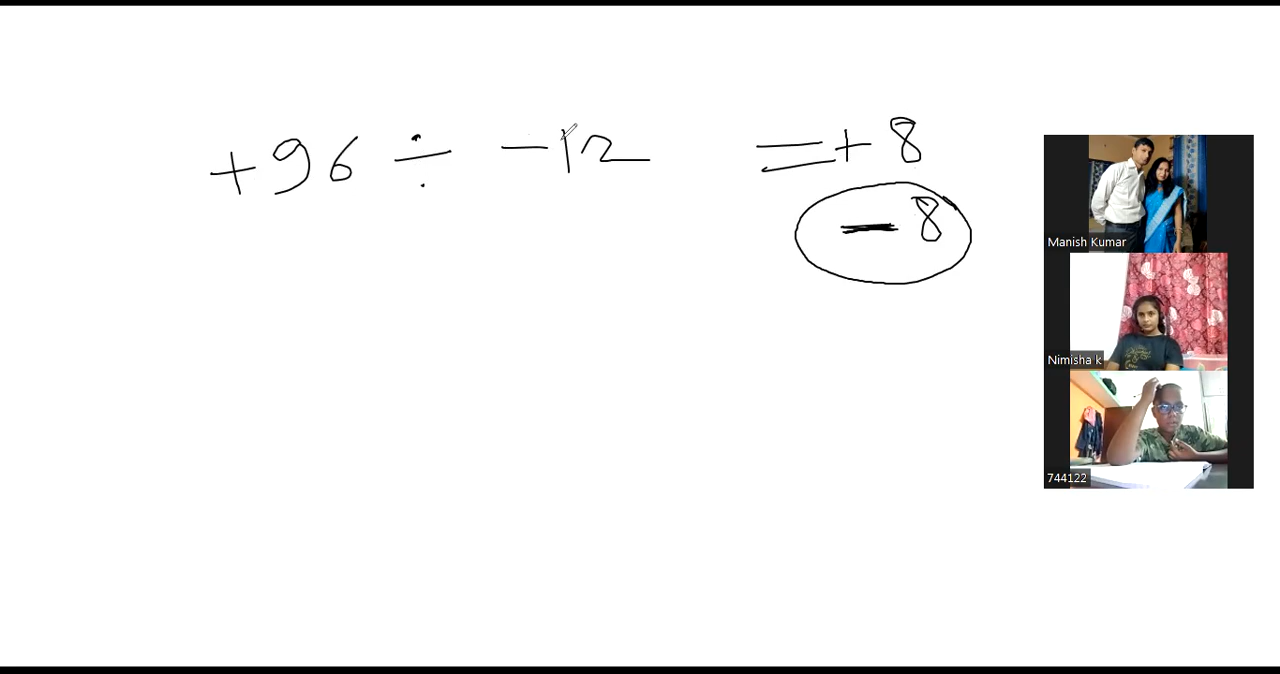 +96 ÷ -12 = +8
-8
Manish Kumar
Nimisha k
744122